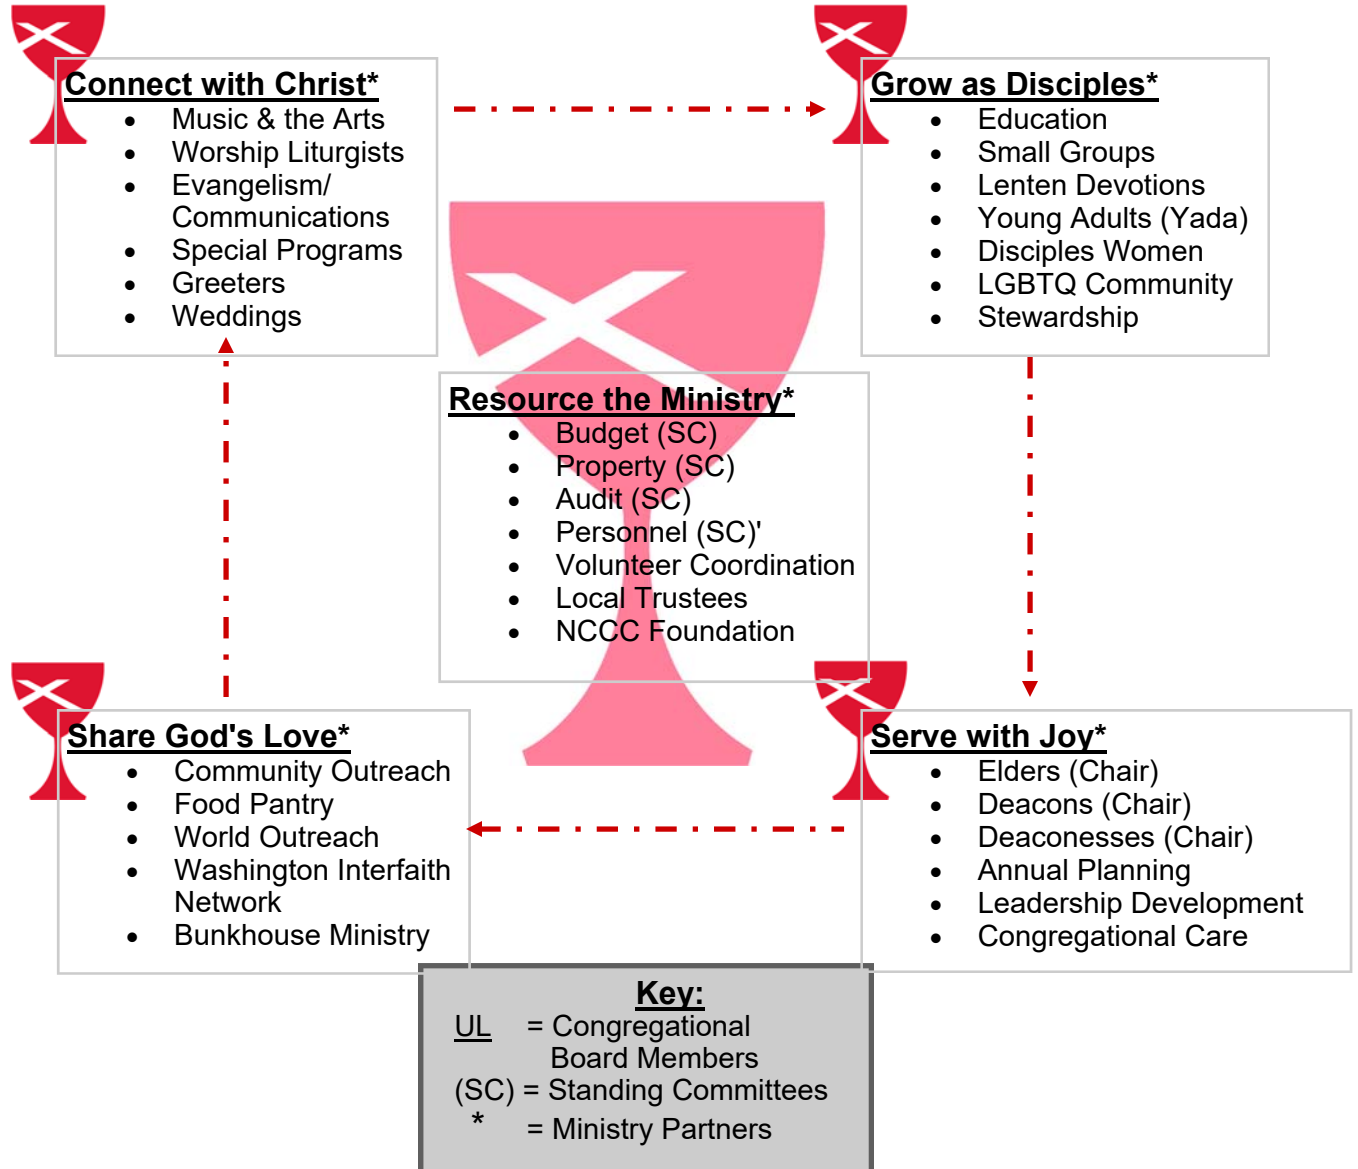 Connect with Christ*
• Music & the Arts
• Worship Liturgists
• Evangelism/
Communications
• Special Programs
• Greeters
• Weddings
Grow as Disciples*
• Education
• Small Groups
• Lenten Devotions
• Young Adults (Yada)
• Disciples Women
• LGBTQ Community
• Stewardship
Resource the Ministry*
• Budget (SC)
• Property (SC)
• Audit (SC)
• Personnel (SC)'
• Volunteer Coordination
• Local Trustees
• NCCC Foundation
Share God's Love*
• Community Outreach
• Food Pantry
• World Outreach
• Washington Interfaith
Network
• Bunkhouse Ministry
Serve with Joy*
• Elders (Chair)
• Deacons (Chair)
• Deaconesses (Chair)
• Annual Planning
• Leadership Development
• Congregational Care
Key:
UL = Congregational
Board Members
(SC) = Standing Committees
* = Ministry Partners